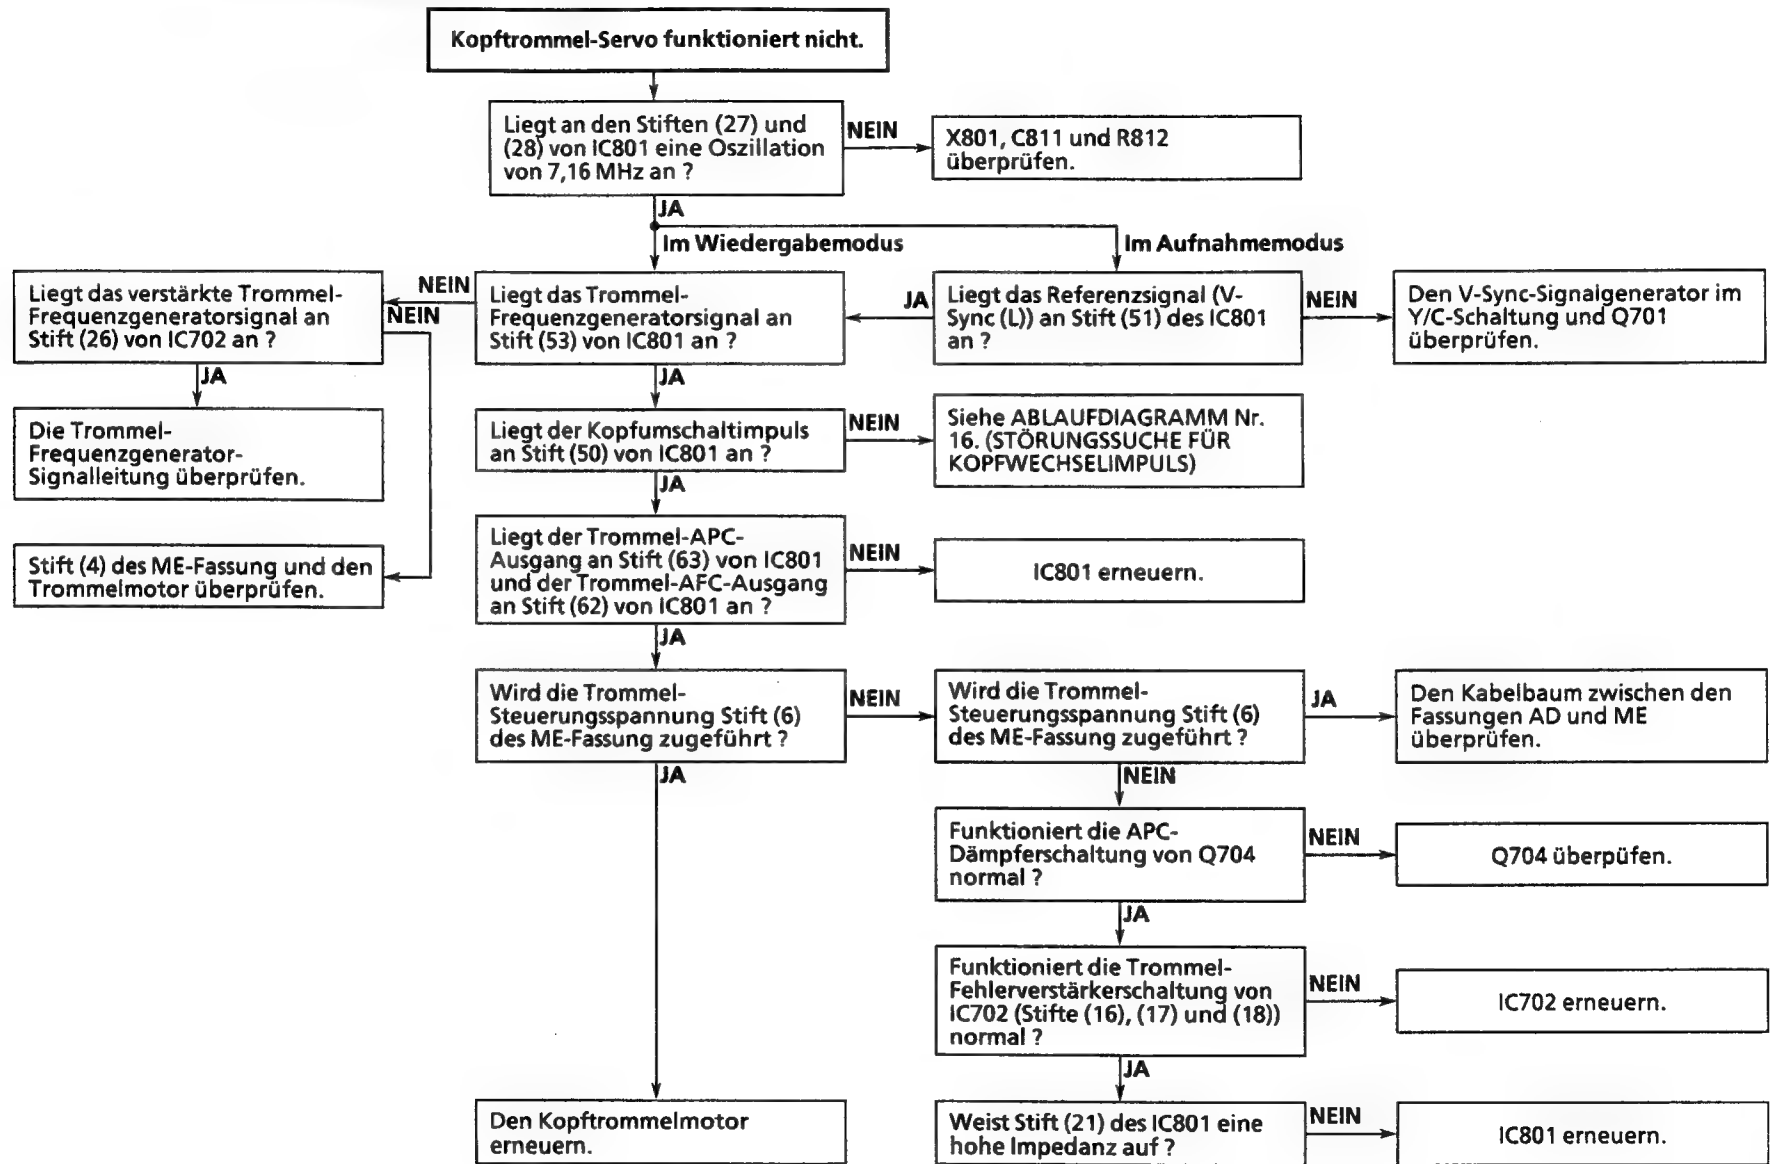 Kopftrommel-Servo funktioniert nicht.
Liegt an den Stiften (27) und
(28) von IC801 eine Oszillation
von 7,16 MHz an ?
NEIN
X801, C811 und R812
überprüfen.
JA
Im Wiedergabemodus
Im Aufnahmemodus
Liegt das verstärkte Trommel-
Frequenzgeneratorsignal an
Stift (26) von IC702 an ?
NEIN
NEIN
Liegt das Trommel-
Frequenzgeneratorsignal an
Stift (53) von IC801 an ?
JA
Liegt das Referenzsignal (V-
Sync (L)) an Stift (51) des IC801
an ?
NEIN
Den V-Sync-Signalgenerator im
Y/C-Schaltung und Q701
überprüfen.
JA
JA
Die Trommel-
Frequenzgenerator-
Signalleitung überprüfen.
Liegt der Kopfumschaltimpuls
an Stift (50) von IC801 an ?
NEIN
Siehe ABLAUFDIAGRAMM Nr.
16. (STÖRUNGSSUCHE FÜR
KOPFWECHSELIMPULS)
JA
Stift (4) des ME-Fassung und den
Trommelmotor überprüfen.
Liegt der Trommel-APC-
Ausgang an Stift (63) von IC801
und der Trommel-AFC-Ausgang
an Stift (62) von IC801 an ?
NEIN
IC801 erneuern.
JA
Wird die Trommel-
Steuerungsspannung Stift (6)
des ME-Fassung zugeführt ?
NEIN
Wird die Trommel-
Steuerungsspannung Stift (6)
des ME-Fassung zugeführt ?
JA
Den Kabelbaum zwischen den
Fassungen AD und ME
überprüfen.
JA
NEIN
Funktioniert die APC-
Dämpferschaltung von Q704
normal ?
NEIN
Q704 überpüfen.
JA
Funktioniert die Trommel-
Fehlerverstärkerschaltung von
IC702 (Stifte (16), (17) und (18))
normal ?
NEIN
IC702 erneuern.
JA
Den Kopftrommelmotor
erneuern.
Weist Stift (21) des IC801 eine
hohe Impedanz auf ?
NEIN
IC801 erneuern.